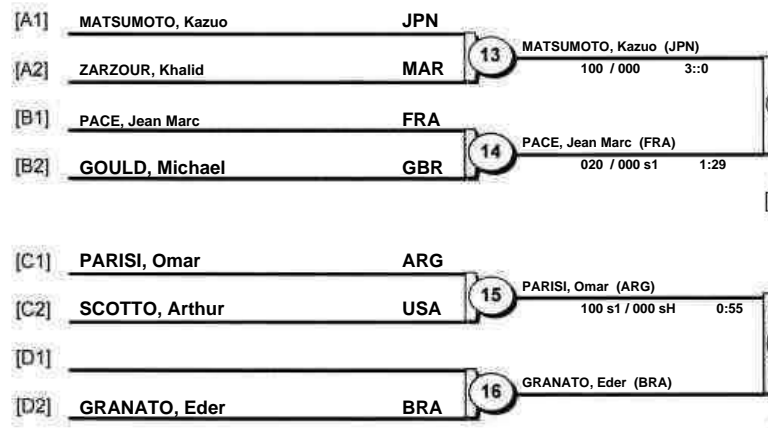 [A1] MATSUMOTO, Kazuo JPN
13 MATSUMOTO, Kazuo (JPN)
[A2] ZARZOUR, Khalid MAR
100 / 000 3::0
[B1] PACE, Jean Marc FRA
14 PACE, Jean Marc (FRA)
[B2] GOULD, Michael GBR
020 / 000 s1 1:29
[C1] PARISI, Omar ARG
15 PARISI, Omar (ARG)
[C2] SCOTTO, Arthur USA
100 s1 / 000 sH 0:55
[D1]
16 GRANATO, Eder (BRA)
[D2] GRANATO, Eder BRA